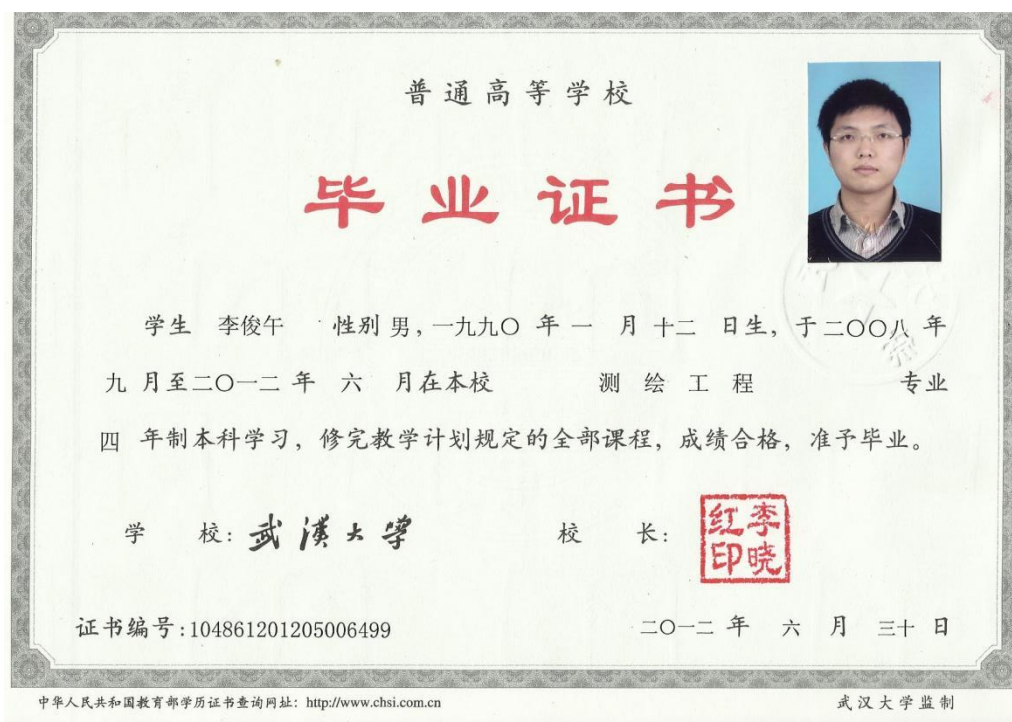 普通高等学校
毕业证书
学生 李俊午 性别 男，一九九〇 年 一 月 十二 日生，于 二〇〇八 年
九 月至 二〇一二 年 六 月在本校 测绘工程 专业
四 年制本科学习，修完教学计划规定的全部课程，成绩合格，准予毕业。
学 校：武漢大学 校 长：李晓红印
证书编号:104861201205006499 二〇一二 年 六 月 三十 日
中华人民共和国教育部学历证书查询网址：http://www.chsi.com.cn 武汉大学监制